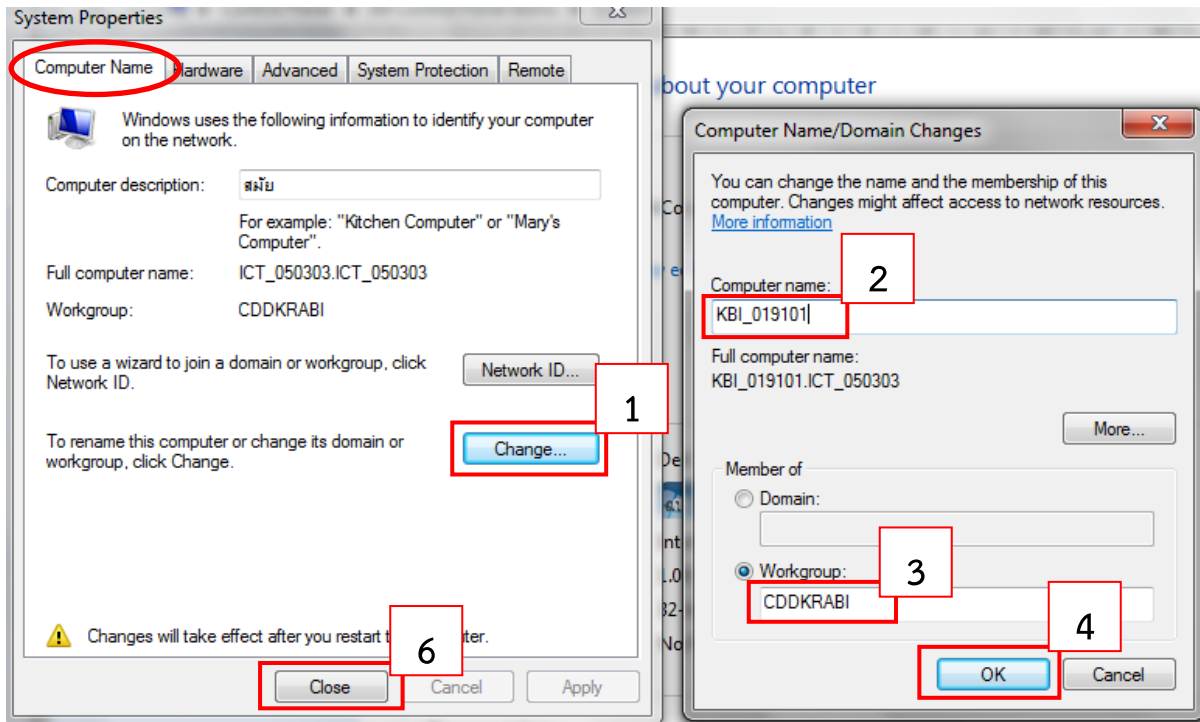 System Properties
Computer Name
Hardware
Advanced
System Protection
Remote
Windows uses the following information to identify your computer
on the network.
Computer description:
สมัย
For example: "Kitchen Computer" or "Mary's
Computer".
Full computer name:
ICT_050303.ICT_050303
Workgroup:
CDDKRABI
To use a wizard to join a domain or workgroup, click
Network ID.
Network ID...
1
To rename this computer or change its domain or
workgroup, click Change.
Change...
Changes will take effect after you restart
6
Close
Cancel
Apply
bout your computer
Computer Name/Domain Changes
You can change the name and the membership of this
computer. Changes might affect access to network resources.
More information
2
Computer name:
KBI_019101
Full computer name:
KBI_019101.ICT_050303
More...
Member of
Domain:
Workgroup:
3
CDDKRABI
4
OK
Cancel